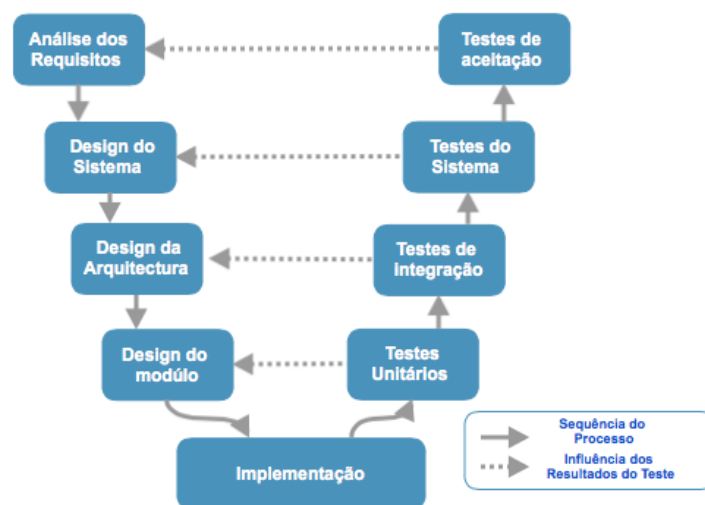 Análise dos
Requisitos
Testes de
aceitação
Design do
Sistema
Testes do
Sistema
Design da
Arquitectura
Testes de
integração
Design do
modúlo
Testes
Unitários
Implementação
Sequência do
Processo
Influência dos
Resultados do Teste